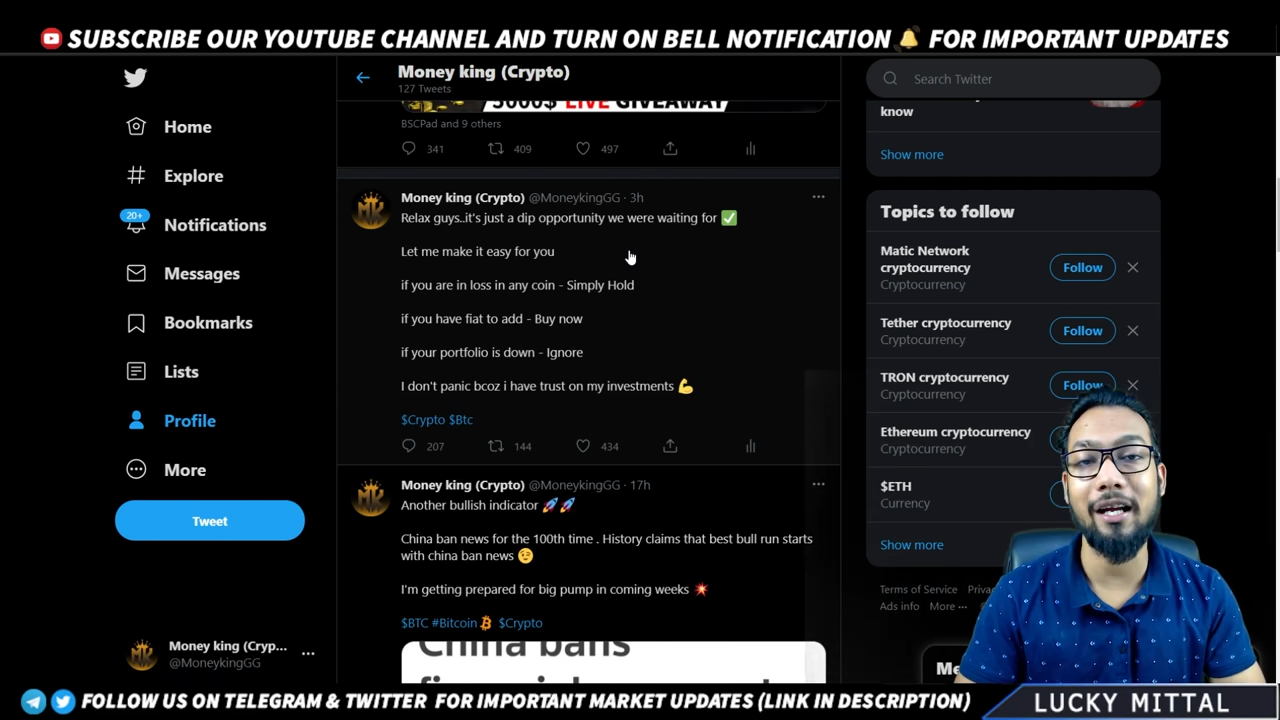 SUBSCRIBE OUR YOUTUBE CHANNEL AND TURN ON BELL NOTIFICATION 🔔 FOR IMPORTANT UPDATES
Home
Explore
20+
Notifications
Messages
Bookmarks
Lists
Profile
More
Tweet
Money king (Cryp...
@MoneykingGG
Money king (Crypto)
127 Tweets
5000$ LIVE GIVEAWAY
BSCPad and 9 others
341 409 497
Money king (Crypto) @MoneykingGG · 3h
Relax guys..it's just a dip opportunity we were waiting for ✅
Let me make it easy for you
if you are in loss in any coin - Simply Hold
if you have fiat to add - Buy now
if your portfolio is down - Ignore
I don't panic bcoz i have trust on my investments 💪
$Crypto $Btc
207 144 434
Money king (Crypto) @MoneykingGG · 17h
Another bullish indicator 🚀🚀
China ban news for the 100th time . History claims that best bull run starts
with china ban news 😉
I'm getting prepared for big pump in coming weeks 💥
$BTC #Bitcoin $Crypto
China bans
Search Twitter
know
Show more
Topics to follow
Matic Network
cryptocurrency
Cryptocurrency
Follow
Tether cryptocurrency
Cryptocurrency
Follow
TRON cryptocurrency
Cryptocurrency
Follow
Ethereum cryptocurrency
Cryptocurrency
$ETH
Currency
Show more
Terms of Service
Ads info More ···
FOLLOW US ON TELEGRAM & TWITTER FOR IMPORTANT MARKET UPDATES (LINK IN DESCRIPTION)
LUCKY MITTAL